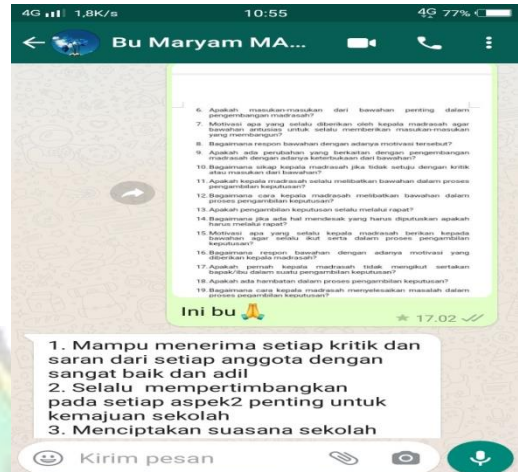 4G 1,8K/s 10:55 4G 77%
Bu Maryam MA...
6. Apakah masukan-masukan dari bawahan penting dalam
pengembangan madrasah?
7. Motivasi apa yang selalu diberikan oleh kepala madrasah agar
bawahan antusias untuk selalu memberikan masukan-masukan
yang membangun?
8. Bagaimana respon bawahan dengan adanya motivasi tersebut?
9. Apakah ada perubahan yang berkaitan dengan pengembangan
madrasah dengan adanya keterbukaan dari bawahan?
10. Bagaimana sikap kepala madrasah jika tidak setuju dengan kritik
atau masukan dari bawahan?
11. Apakah kepala madrasah selalu melibatkan bawahan dalam proses
pengambilan keputusan?
12. Bagaimana cara kepala madrasah melibatkan bawahan dalam
proses pengambilan keputusan?
13. Apakah pengambilan keputusan selalu melalui rapat?
14. Bagaimana jika ada hal mendesak yang harus diputuskan apakah
harus melalui rapat?
15. Motivasi apa yang selalu kepala madrasah berikan kepada
bawahan agar selalu ikut serta dalam proses pengambilan
keputusan?
16. Bagaimana respon bawahan dengan adanya motivasi yang
diberikan kepala madrasah?
17. Apakah pernah kepala madrasah tidak mengikut sertakan
bapak/ibu dalam suatu pengambilan keputusan?
18. Apakah ada hambatan dalam proses pengambilan keputusan?
19. Bagaimana cara kepala madrasah menyelesaikan masalah dalam
proses pegambilan keputusan?
Ini bu 🙏
★ 17.02
1. Mampu menerima setiap kritik dan
saran dari setiap anggota dengan
sangat baik dan adil
2. Selalu mempertimbangkan
pada setiap aspek2 penting untuk
kemajuan sekolah
3. Menciptakan suasana sekolah
Kirim pesan